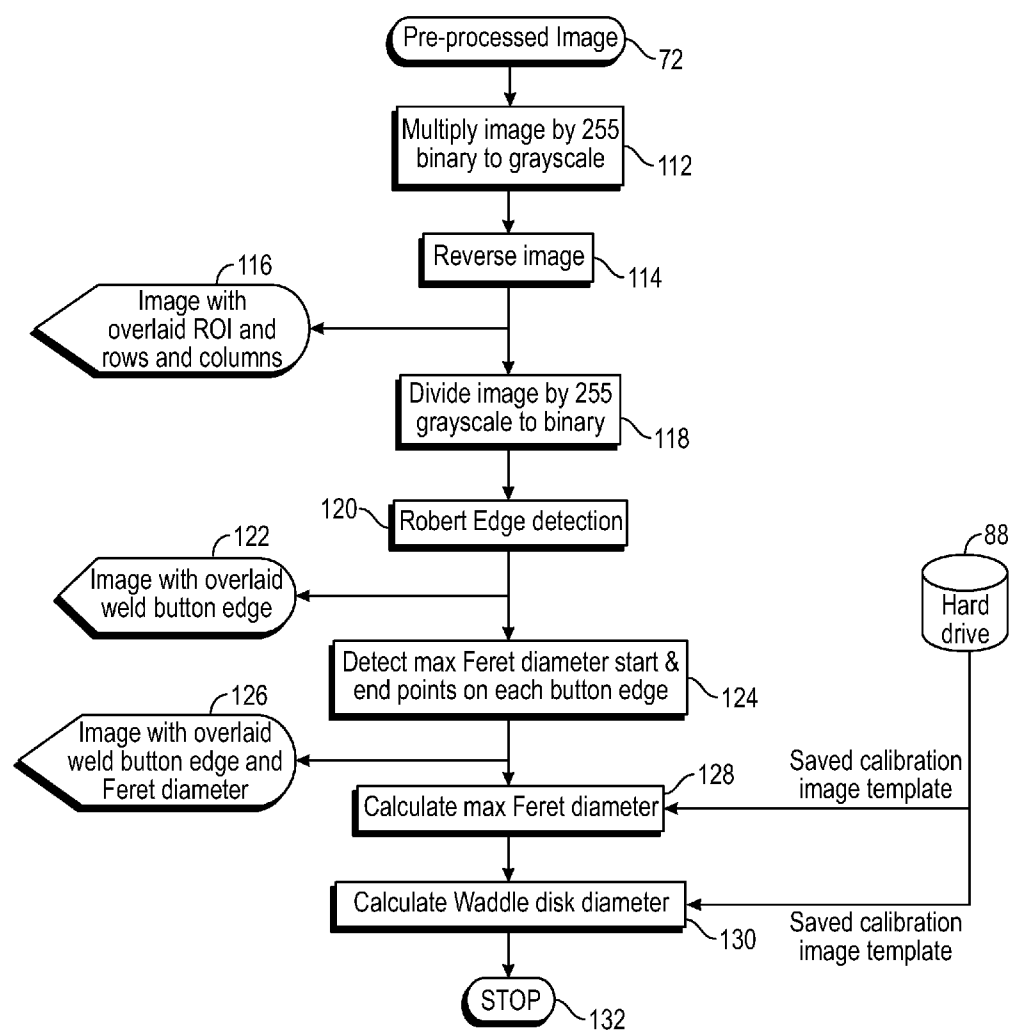 Pre-processed Image
72
Multiply image by 255
binary to grayscale
112
Reverse image
114
116
Image with
overlaid ROI and
rows and columns
Divide image by 255
grayscale to binary
118
120
Robert Edge detection
122
Image with overlaid
weld button edge
88
Hard
drive
Detect max Feret diameter start &
end points on each button edge
124
126
Image with overlaid
weld button edge and
Feret diameter
128
Calculate max Feret diameter
Saved calibration
image template
Calculate Waddle disk diameter
130
Saved calibration
image template
STOP
132